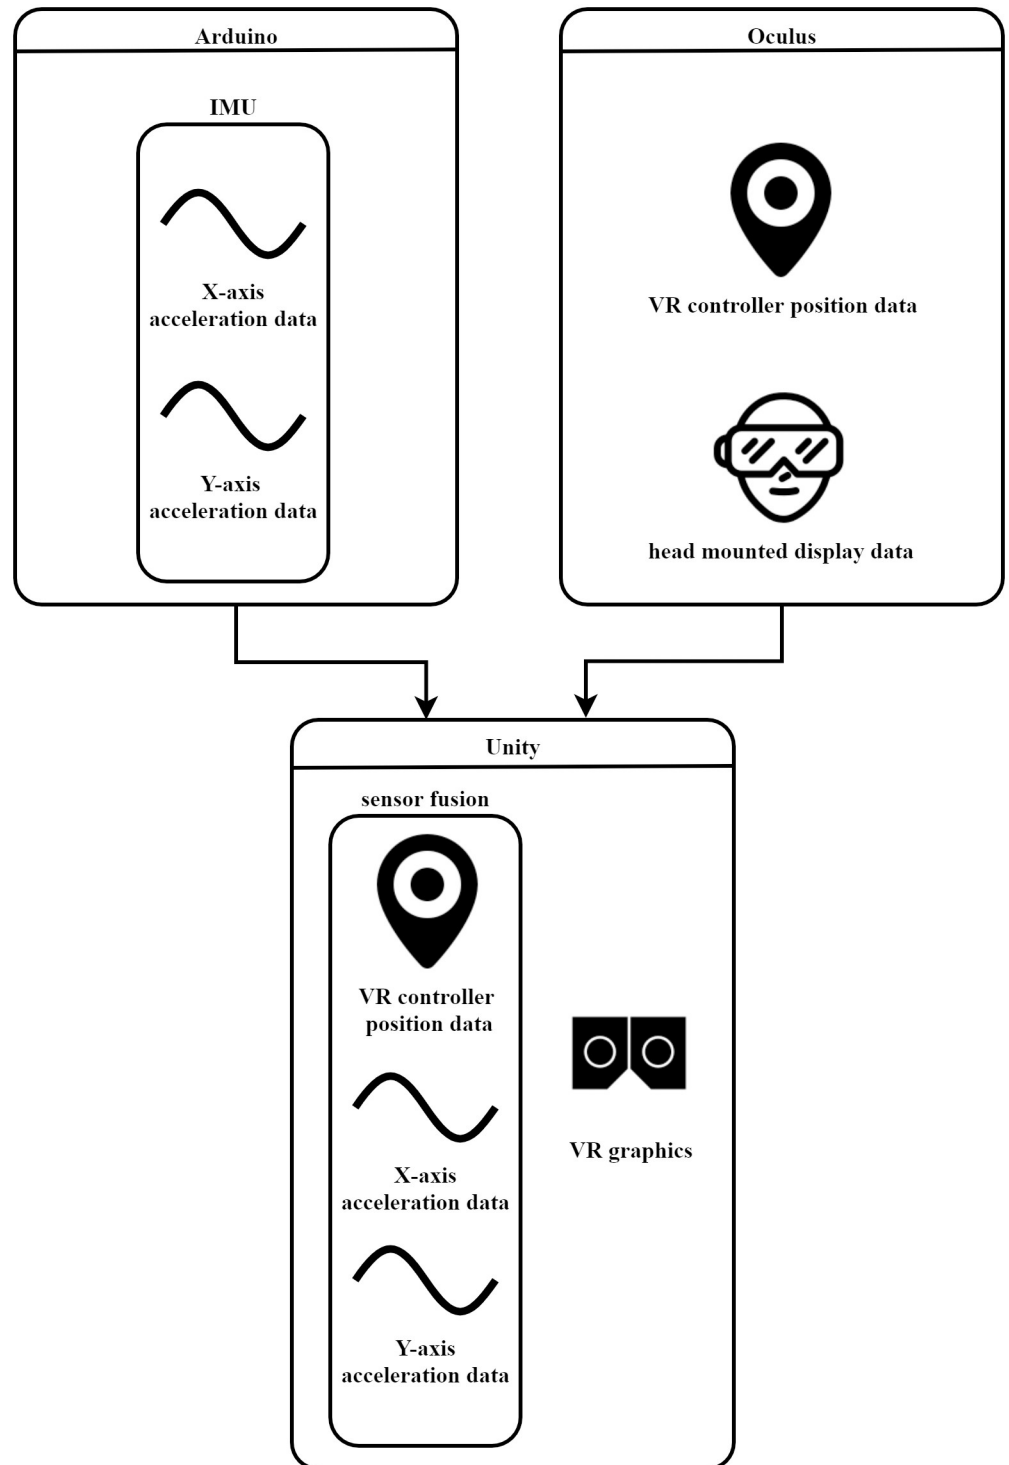 Arduino
IMU
X-axis
acceleration data
Y-axis
acceleration data
Oculus
VR controller position data
head mounted display data
Unity
sensor fusion
VR controller
position data
X-axis
acceleration data
Y-axis
acceleration data
VR graphics